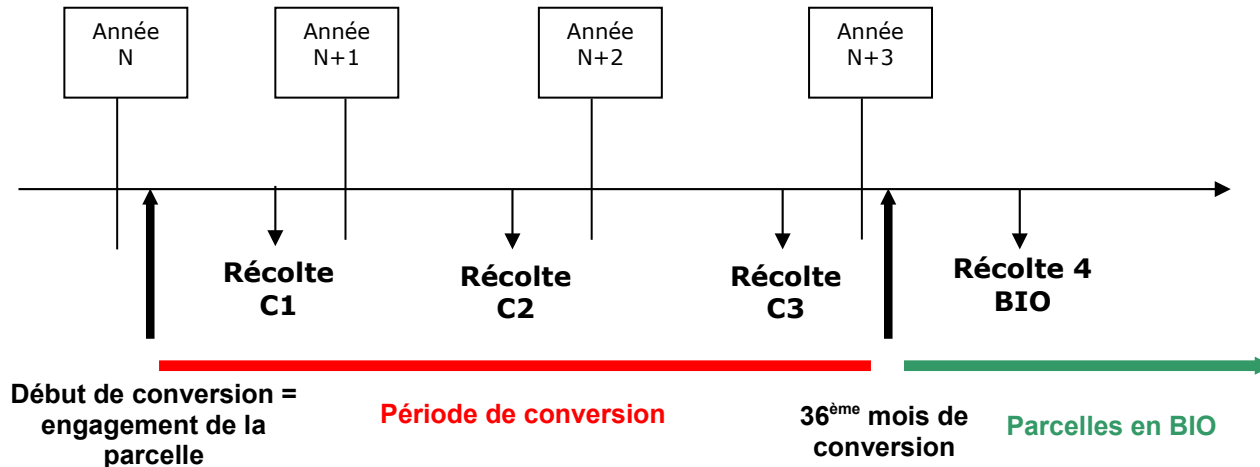 Année
N
Année
N+1
Année
N+2
Année
N+3
Récolte
C1
Récolte
C2
Récolte
C3
Récolte 4
BIO
Début de conversion =
engagement de la
parcelle
Période de conversion
36ème mois de
conversion
Parcelles en BIO